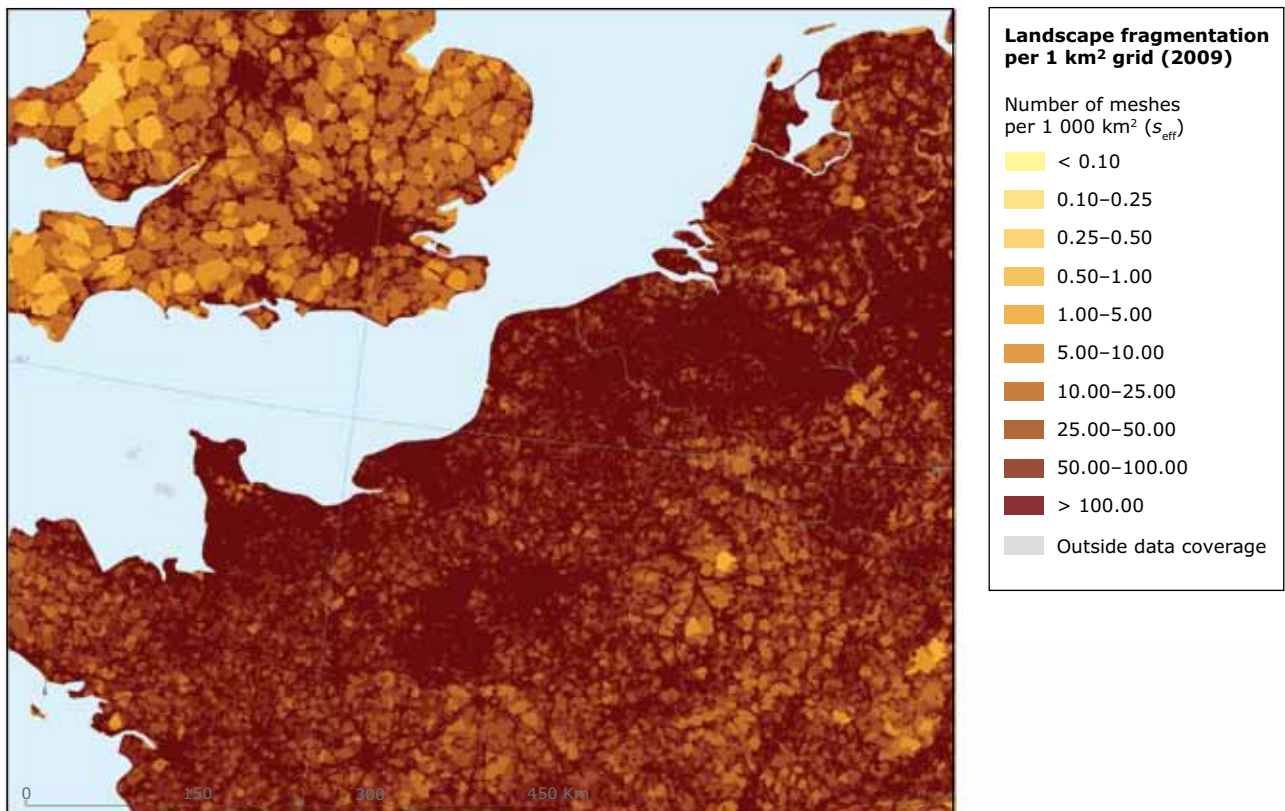 Landscape fragmentation
per 1 km² grid (2009)
Number of meshes
per 1 000 km² (s_eff)
< 0.10
0.10–0.25
0.25–0.50
0.50–1.00
1.00–5.00
5.00–10.00
10.00–25.00
25.00–50.00
50.00–100.00
> 100.00
Outside data coverage
0 150 300 450 Km